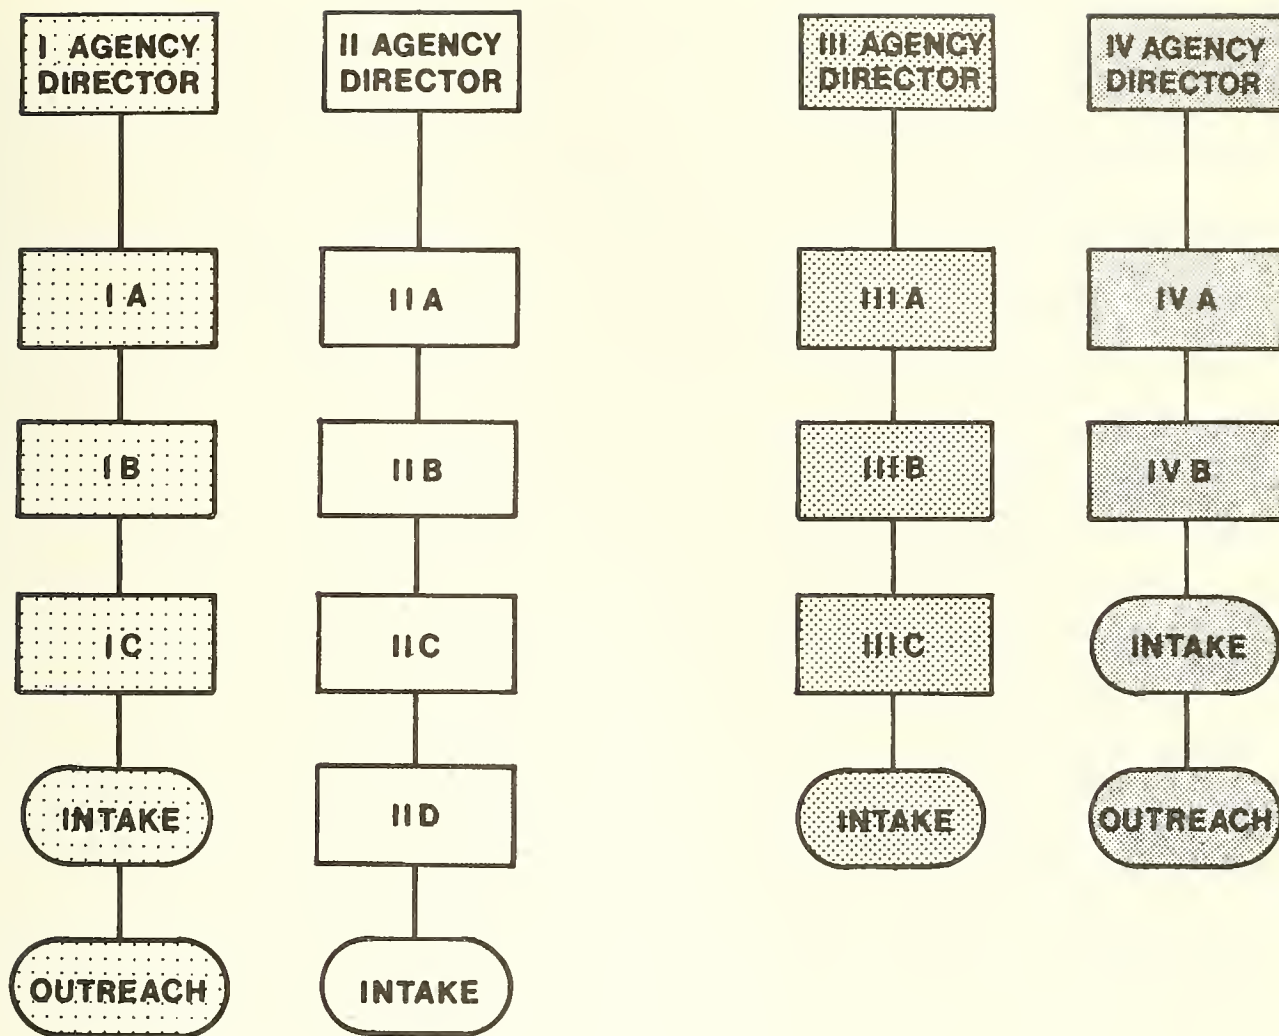 I AGENCY
DIRECTOR
II AGENCY
DIRECTOR
III AGENCY
DIRECTOR
IV AGENCY
DIRECTOR
I A
II A
III A
IV A
I B
II B
III B
IV B
I C
II C
III C
INTAKE
INTAKE
II D
INTAKE
OUTREACH
OUTREACH
INTAKE